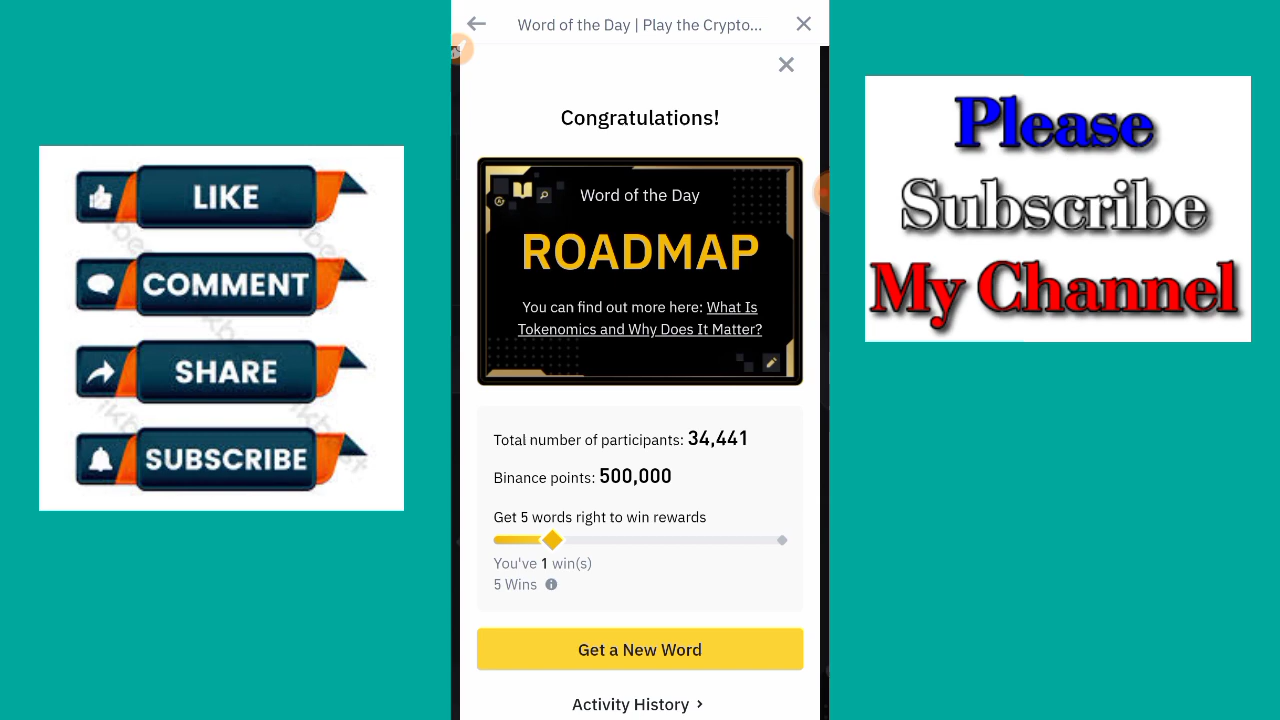 LIKE
COMMENT
SHARE
SUBSCRIBE
Word of the Day | Play the Crypto...
Congratulations!
Word of the Day
ROADMAP
You can find out more here: What Is
Tokenomics and Why Does It Matter?
Total number of participants: 34,441
Binance points: 500,000
Get 5 words right to win rewards
You've 1 win(s)
5 Wins
Get a New Word
Activity History
Please
Subscribe
My Channel